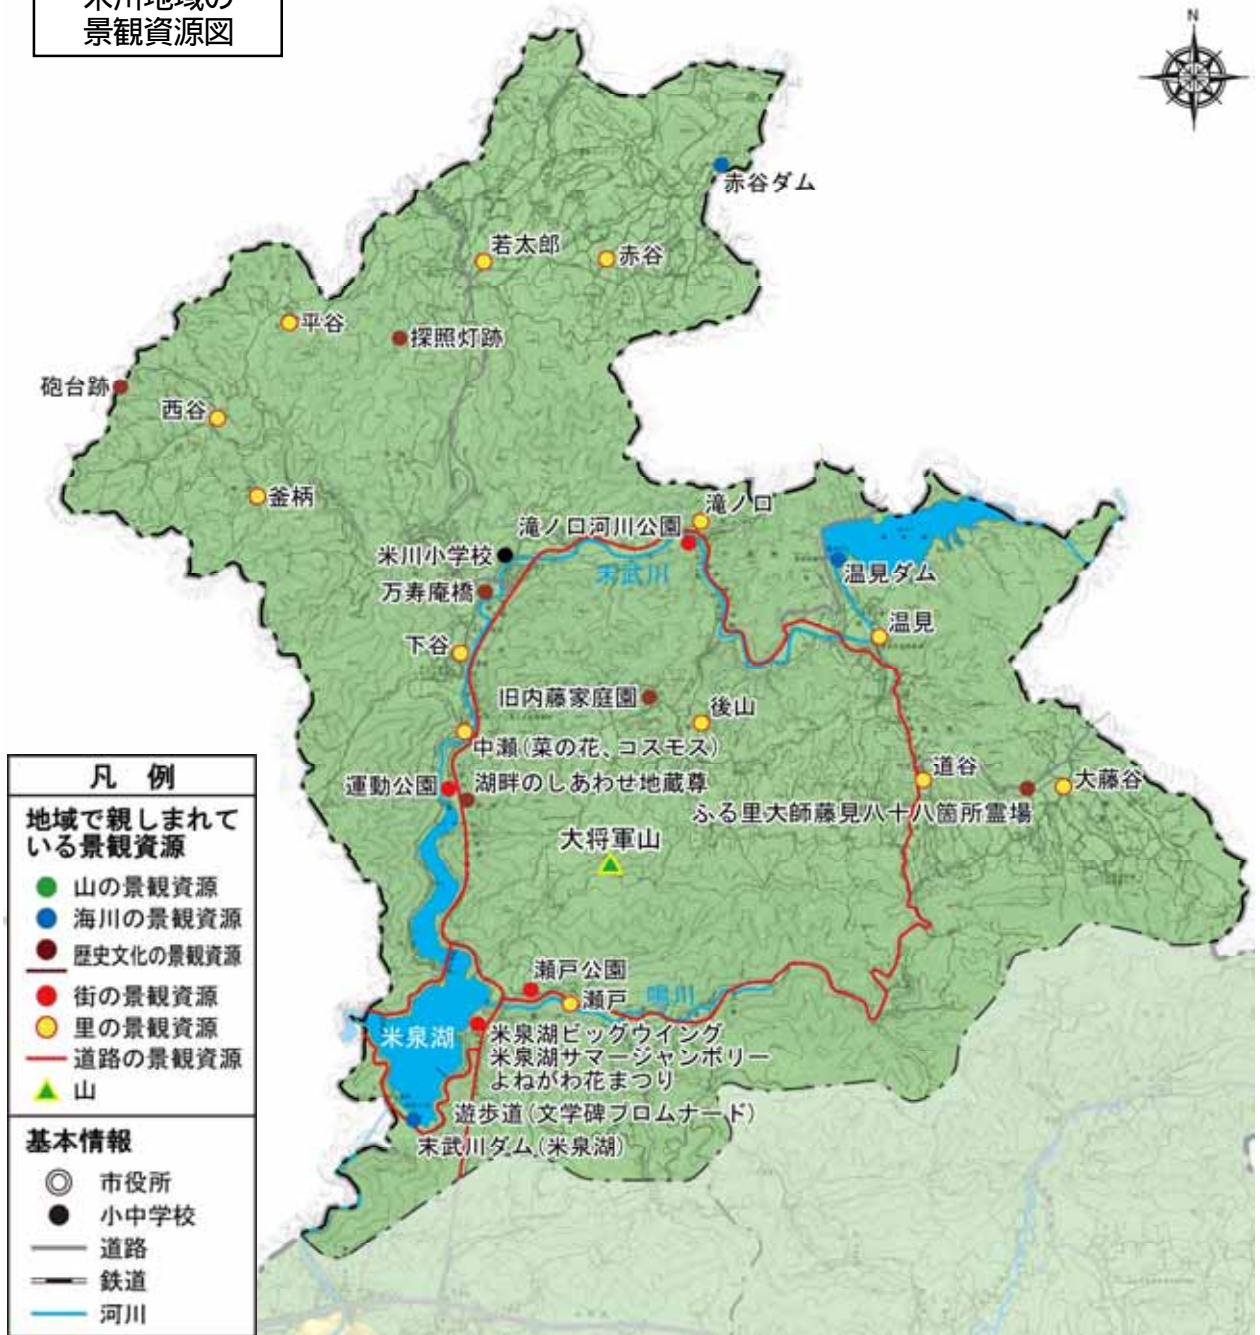 米川地域の
景観資源図
N
赤谷ダム
若太郎
赤谷
平谷
探照灯跡
砲台跡
西谷
釜柄
滝ノ口
滝ノ口河川公園
米川小学校
末武川
温見ダム
万寿庵橋
温見
下谷
旧内藤家庭園
後山
中瀬(菜の花、コスモス)
道谷
運動公園
湖畔のしあわせ地蔵尊
大藤谷
ふる里大師藤見八十八箇所霊場
大将軍山
瀬戸公園
瀬戸
鳴川
米泉湖
米泉湖ビッグウイング
米泉湖サマージャンボリー
よねがわ花まつり
遊歩道(文学碑プロムナード)
末武川ダム(米泉湖)
凡 例
地域で親しまれて
いる景観資源
山の景観資源
海川の景観資源
歴史文化の景観資源
街の景観資源
里の景観資源
道路の景観資源
山
基本情報
市役所
小中学校
道路
鉄道
河川